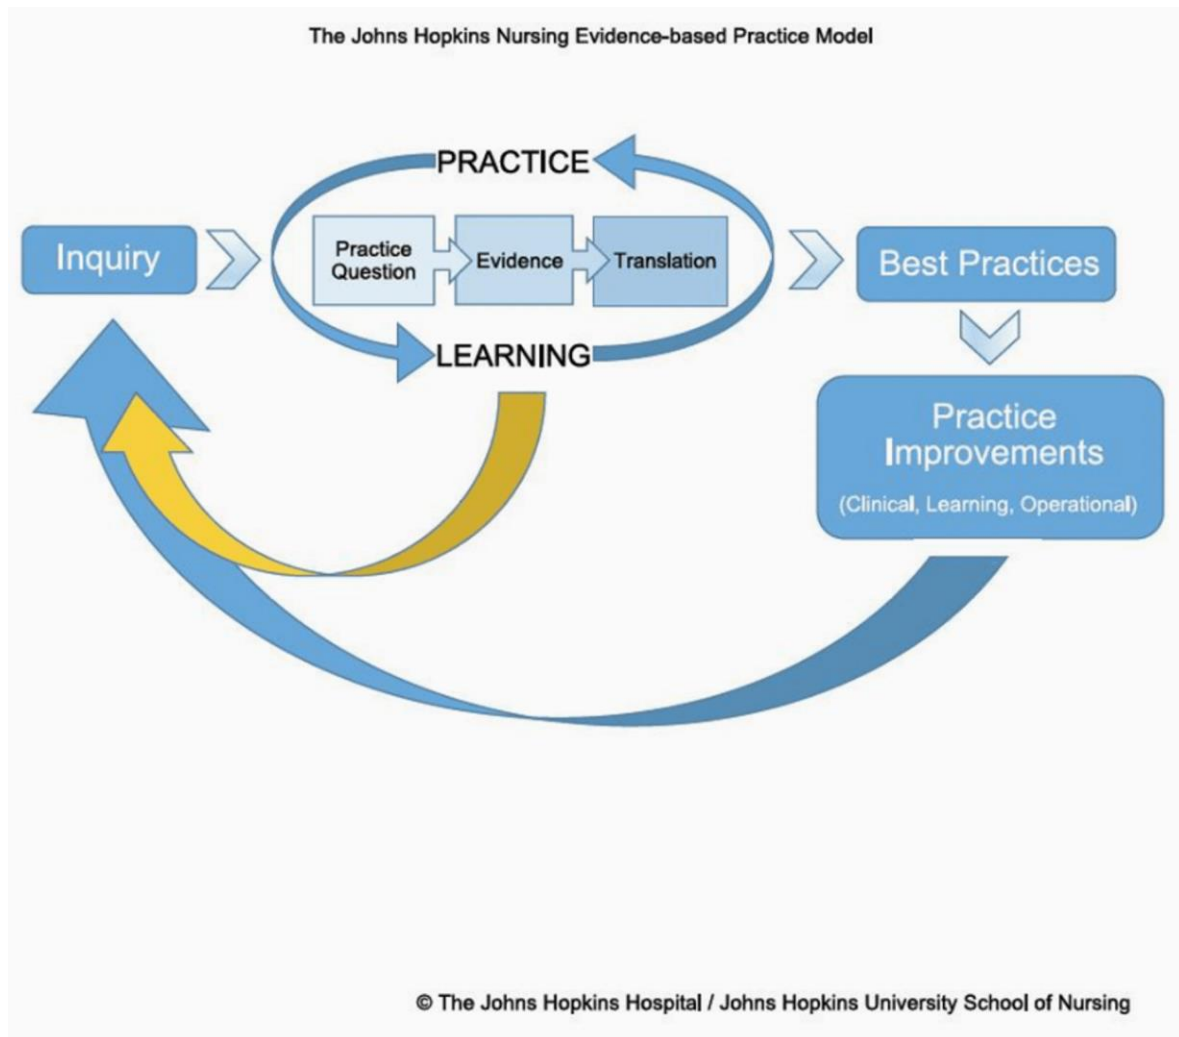 The Johns Hopkins Nursing Evidence-based Practice Model
PRACTICE
Inquiry
Practice
Question
Evidence
Translation
Best Practices
LEARNING
Practice
Improvements
(Clinical, Learning, Operational)
© The Johns Hopkins Hospital / Johns Hopkins University School of Nursing